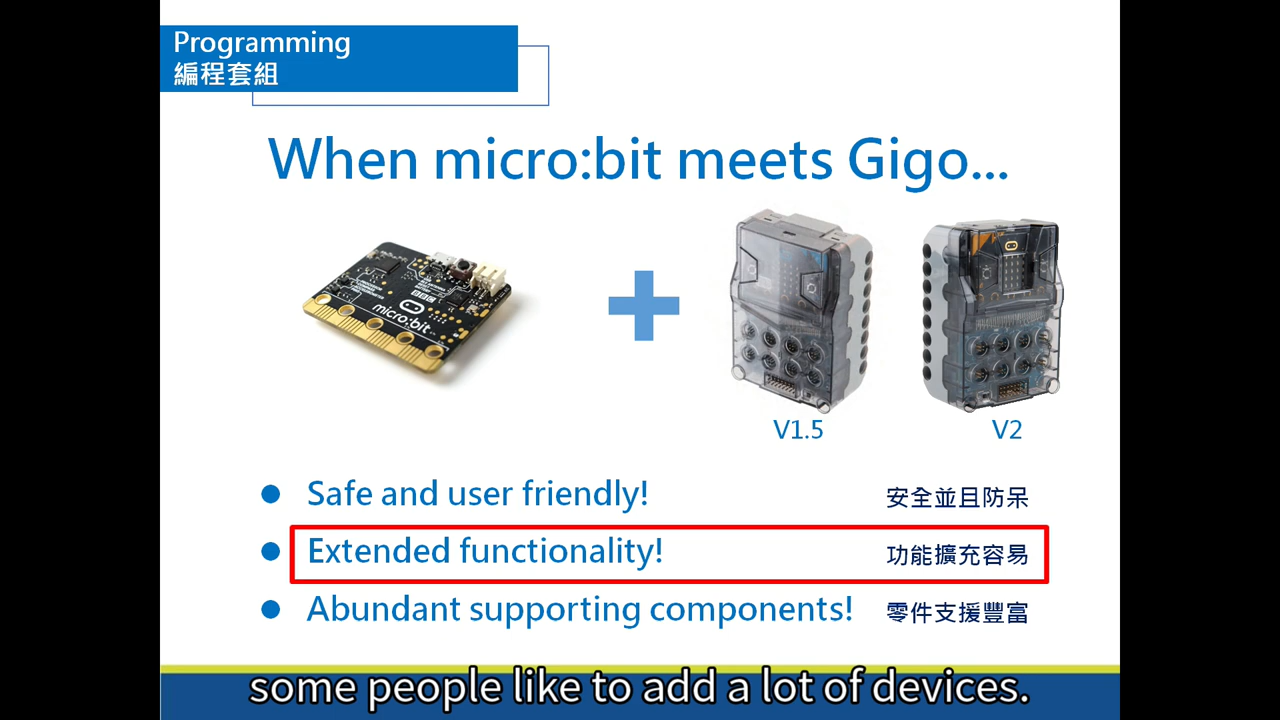 Programming
編程套組
When micro:bit meets Gigo...
micro:bit
V1.5
V2
Safe and user friendly!
安全並且防呆
Extended functionality!
功能擴充容易
Abundant supporting components!
零件支援豐富
some people like to add a lot of devices.